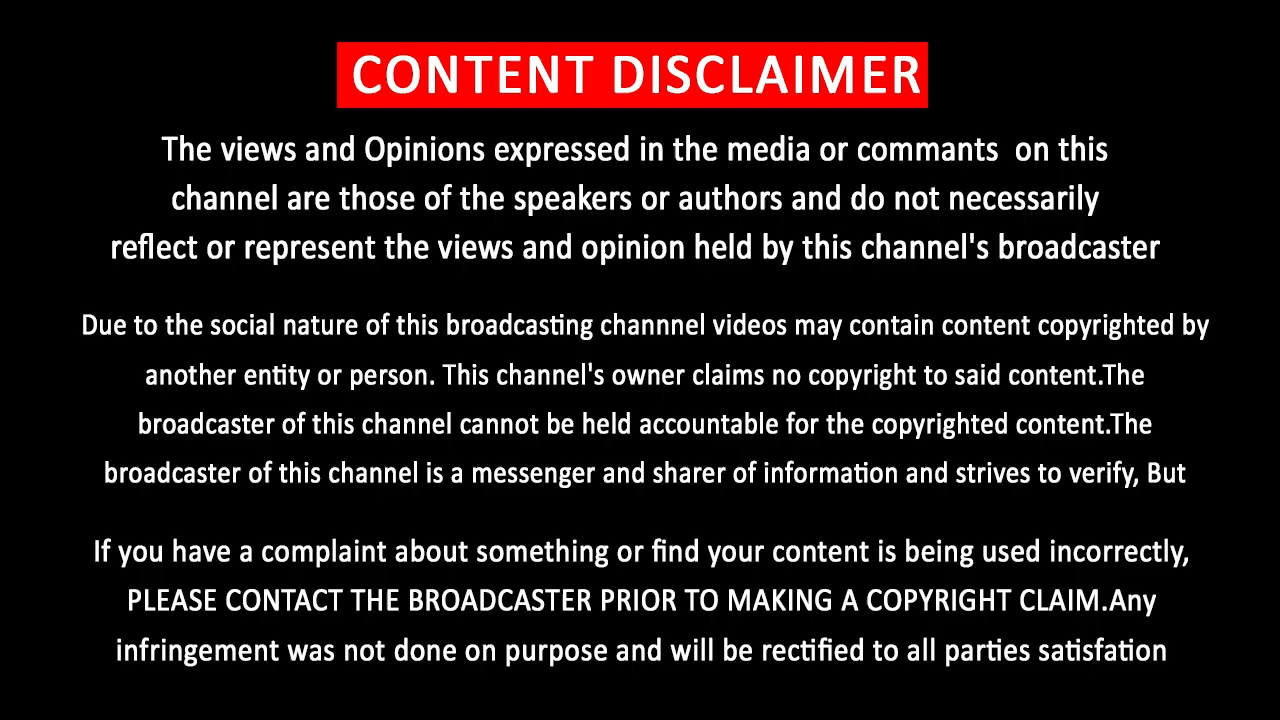 CONTENT DISCLAIMER
The views and Opinions expressed in the media or commants on this
channel are those of the speakers or authors and do not necessarily
reflect or represent the views and opinion held by this channel's broadcaster
Due to the social nature of this broadcasting channnel videos may contain content copyrighted by
another entity or person. This channel's owner claims no copyright to said content.The
broadcaster of this channel cannot be held accountable for the copyrighted content.The
broadcaster of this channel is a messenger and sharer of information and strives to verify, But
If you have a complaint about something or find your content is being used incorrectly,
PLEASE CONTACT THE BROADCASTER PRIOR TO MAKING A COPYRIGHT CLAIM.Any
infringement was not done on purpose and will be rectified to all parties satisfation